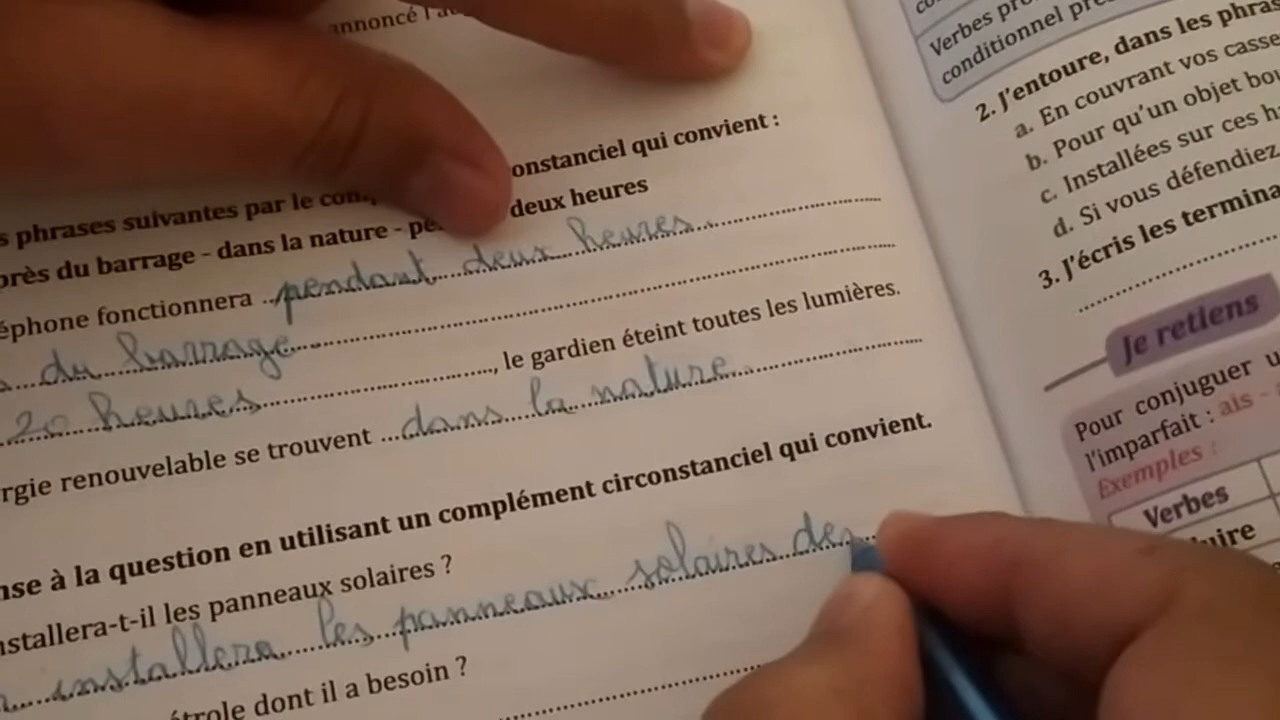 annoncé l'a
onstanciel qui convient :
s phrases suivantes par le com
près du barrage - dans la nature - pe deux heures
éphone fonctionnera pendant deux heures.
du barrage
20 heures, le gardien éteint toutes les lumières.
rgie renouvelable se trouvent dans la nature.
nse à la question en utilisant un complément circonstanciel qui convient.
nstallera-t-il les panneaux solaires ?
installera les panneaux solaires de
étrole dont il a besoin ?
Verbes pro
conditionnel pré
2. J'entoure, dans les phras
a. En couvrant vos casse
b. Pour qu'un objet bou
c. Installées sur ces h
d. Si vous défendiez
3. J'écris les termina
Je retiens
Pour conjuguer u
l'imparfait : ais -
Exemples :
Verbes
uire